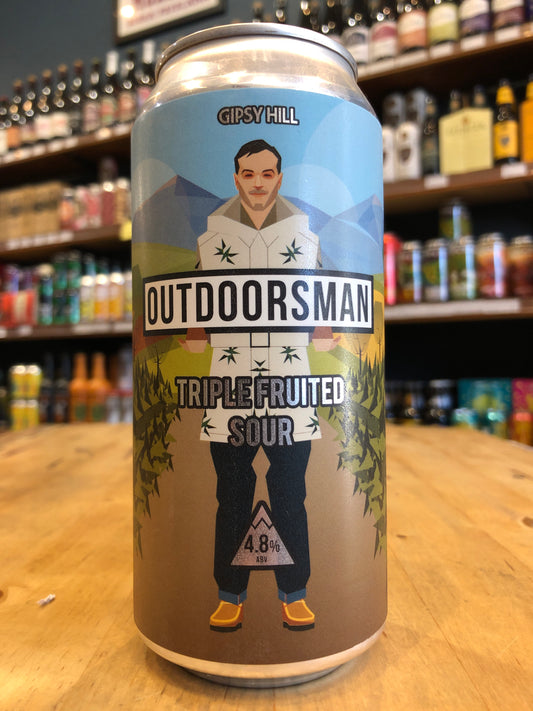 GIPSY HILL
OUTDOORSMAN
TRIPLE FRUITED
SOUR
4.8%
ABV